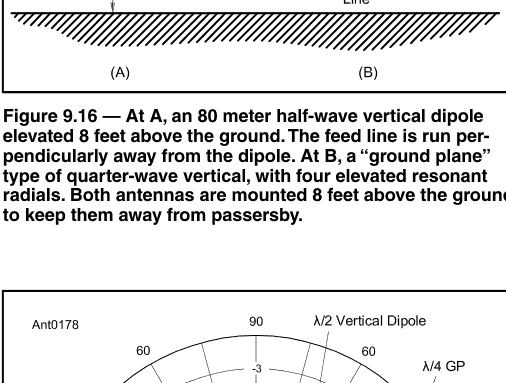 Line
(A) (B)
Figure 9.16 — At A, an 80 meter half-wave vertical dipole
elevated 8 feet above the ground. The feed line is run per-
pendicularly away from the dipole. At B, a “ground plane”
type of quarter-wave vertical, with four elevated resonant
radials. Both antennas are mounted 8 feet above the ground
to keep them away from passersby.
Ant0178
90 λ/2 Vertical Dipole
60 60
λ/4 GP
-3